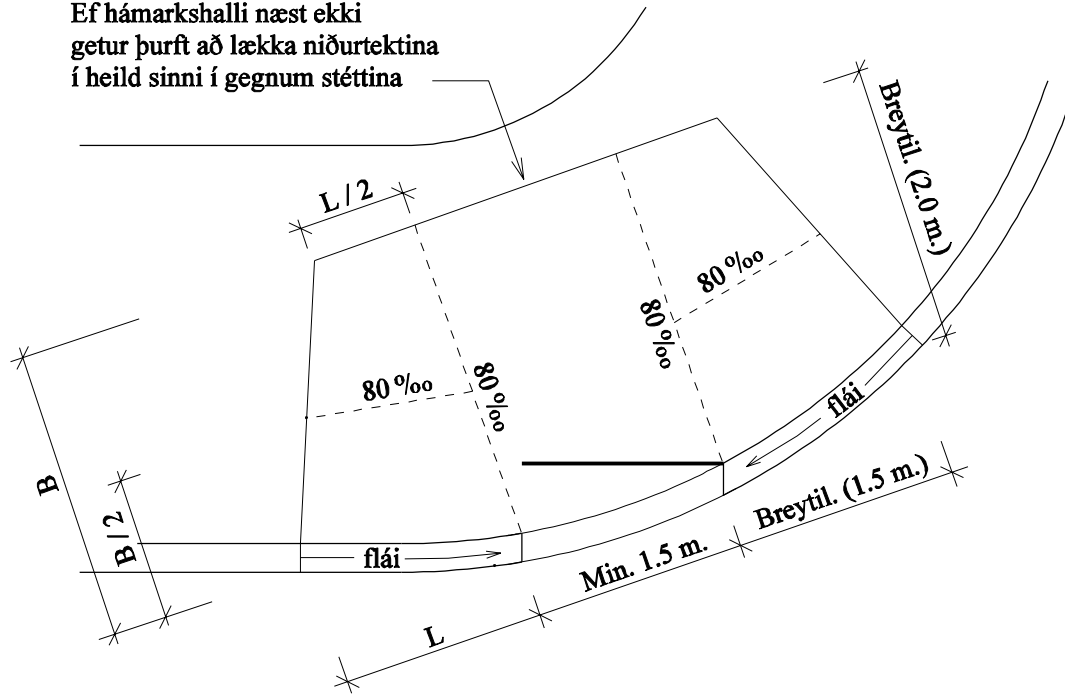 Ef hámarkshalli næst ekki
getur þurft að lækka niðurtektina
í heild sinni í gegnum stéttina
L / 2
Breytil. (2.0 m.)
80 ‰
80 ‰
80 ‰
80 ‰
B
B / 2
flái
flái
L
Min. 1.5 m.
Breytil. (1.5 m.)